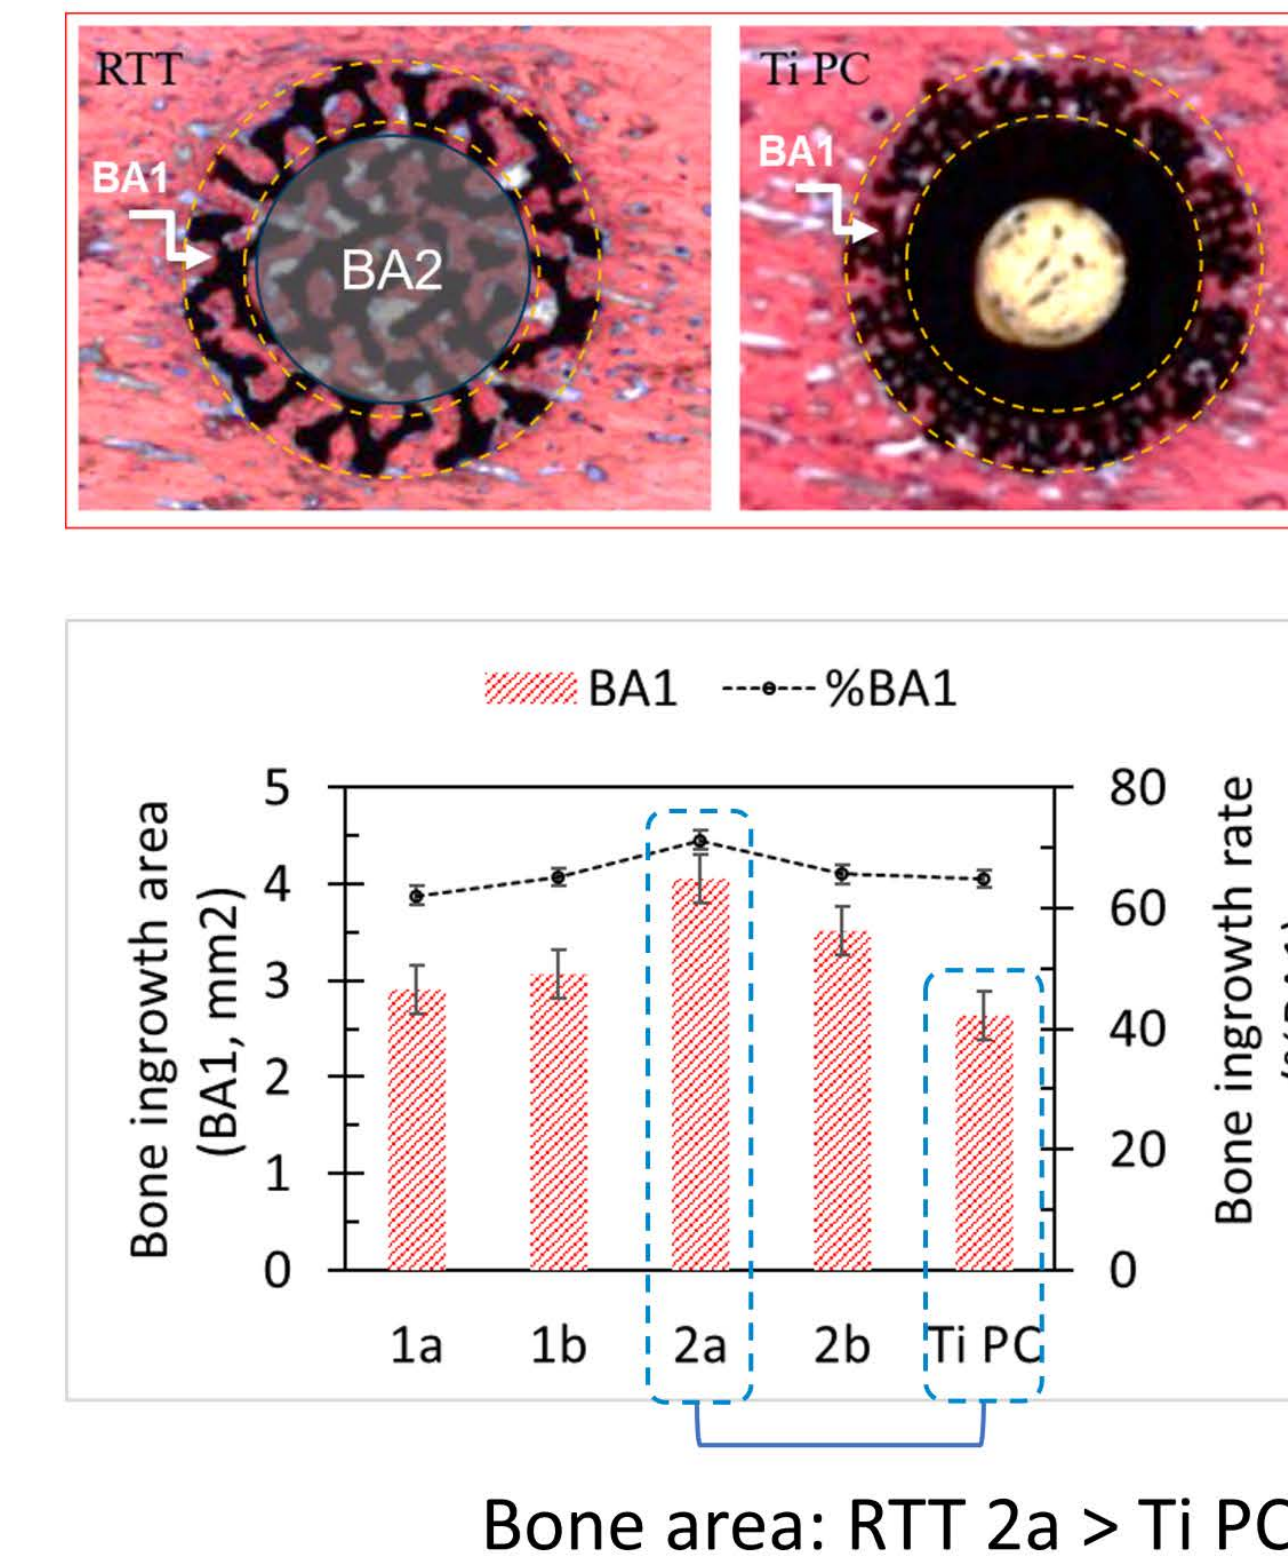 RTT
BA1
BA2
Ti PC
BA1
BA1 %BA1
Bone ingrowth area
(BA1, mm2)
5
4
3
2
1
0
80
60
40
20
0
Bone ingrowth rate
1a 1b 2a 2b Ti PC
Bone area: RTT 2a > Ti PC